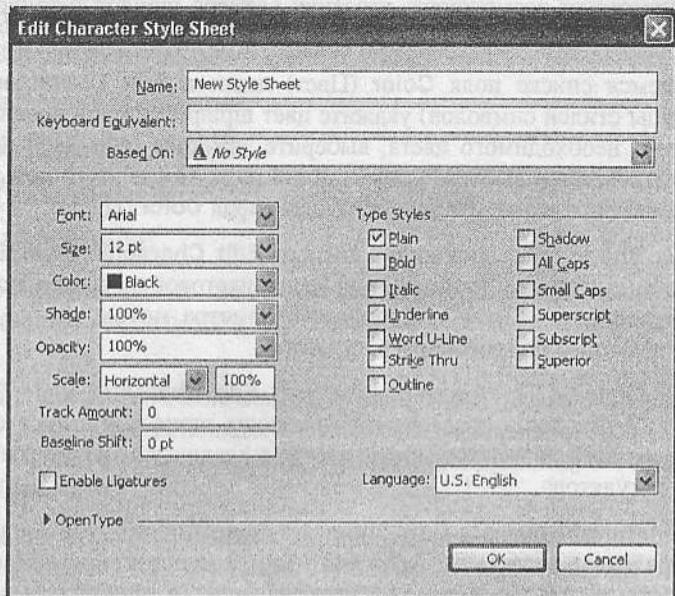 Edit Character Style Sheet
Name: New Style Sheet
Keyboard Equivalent:
Based On: A No Style
Font: Arial
Size: 12 pt
Color: Black
Shade: 100%
Opacity: 100%
Scale: Horizontal 100%
Track Amount: 0
Baseline Shift: 0 pt
Enable Ligatures
Type Styles
Plain
Bold
Italic
Underline
Word U-Line
Strike Thru
Outline
Shadow
All Caps
Small Caps
Superscript
Subscript
Superior
Language: U.S. English
OpenType
OK Cancel